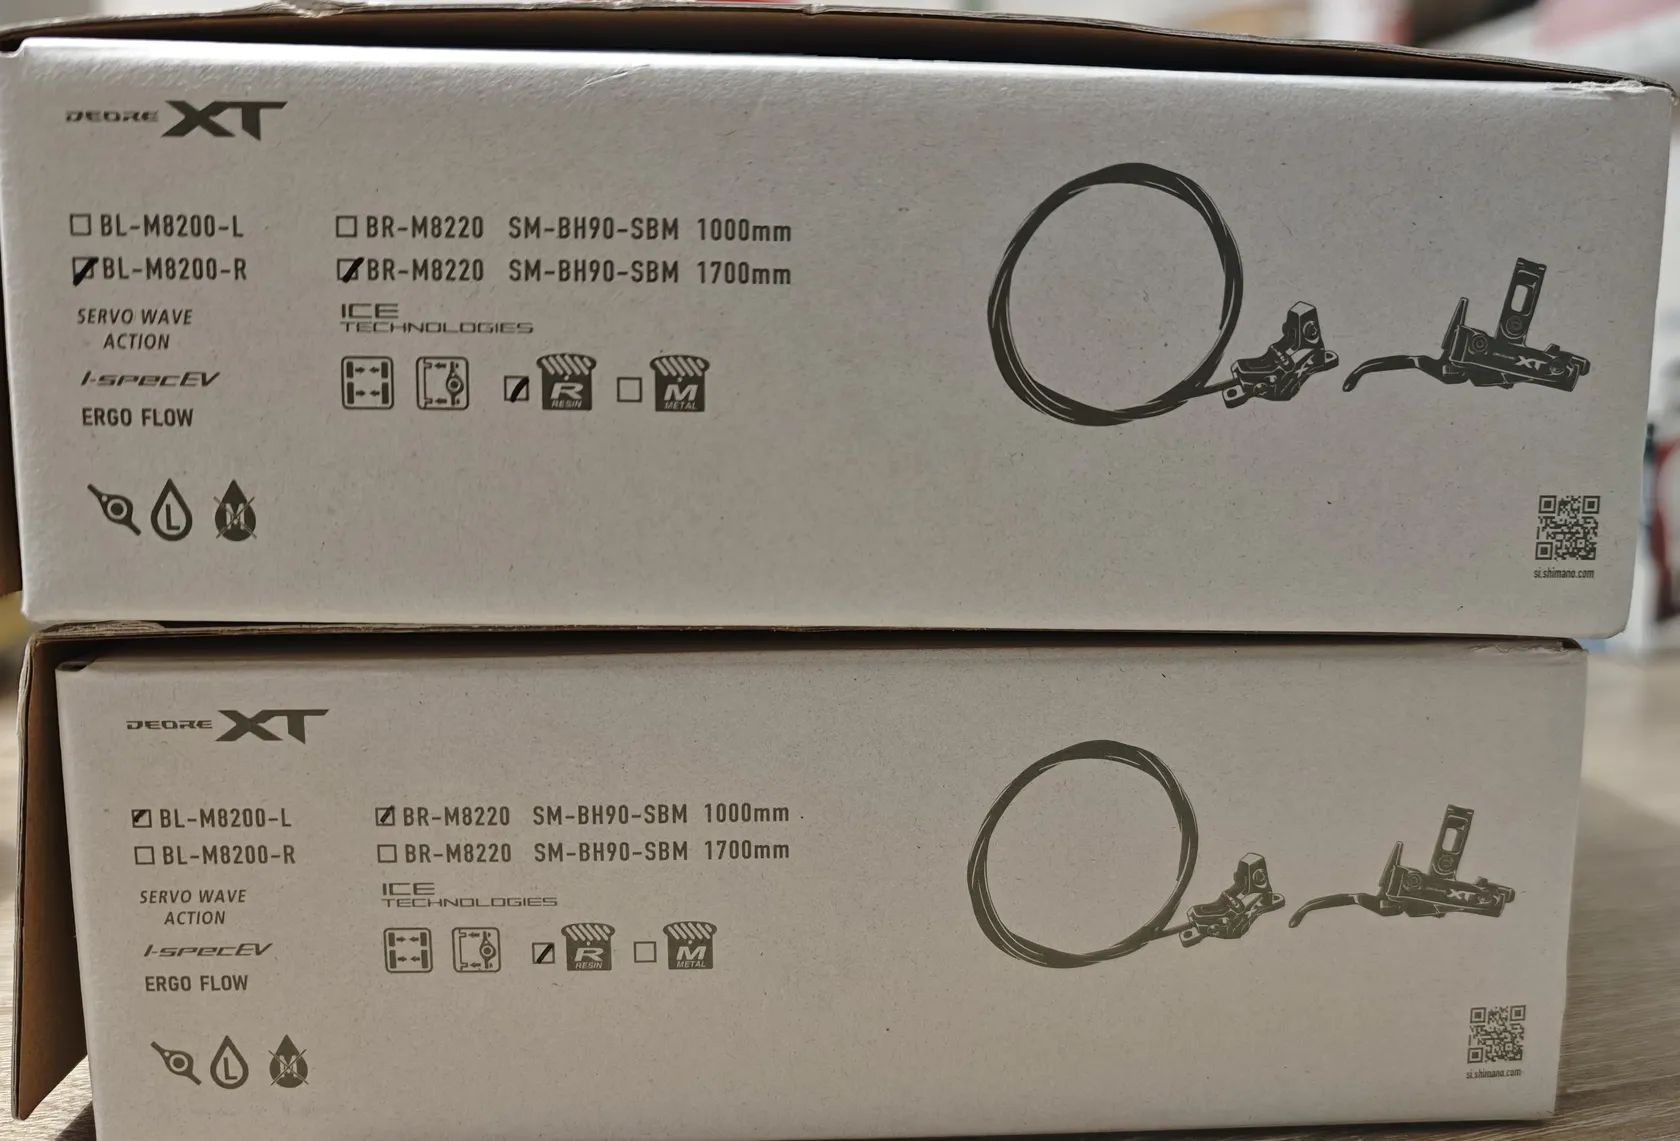 DEORE XT
BL-M8200-L
BL-M8200-R
BR-M8220 SM-BH90-SBM 1000mm
BR-M8220 SM-BH90-SBM 1700mm
SERVO WAVE
ACTION
I-SPEC EV
ERGO FLOW
ICE
TECHNOLOGIES
R
RESIN
M
METAL
L
M
XT
si.shimano.com
DEORE XT
BL-M8200-L
BL-M8200-R
BR-M8220 SM-BH90-SBM 1000mm
BR-M8220 SM-BH90-SBM 1700mm
SERVO WAVE
ACTION
I-SPEC EV
ERGO FLOW
ICE
TECHNOLOGIES
R
RESIN
M
METAL
L
M
XT
si.shimano.com